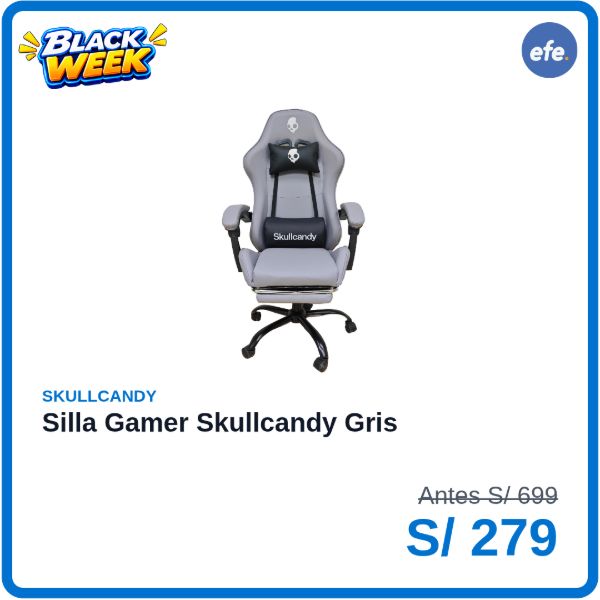 BLACK
WEEK
efe.
Skullcandy
SKULLCANDY
Silla Gamer Skullcandy Gris
Antes S/ 699
S/ 279